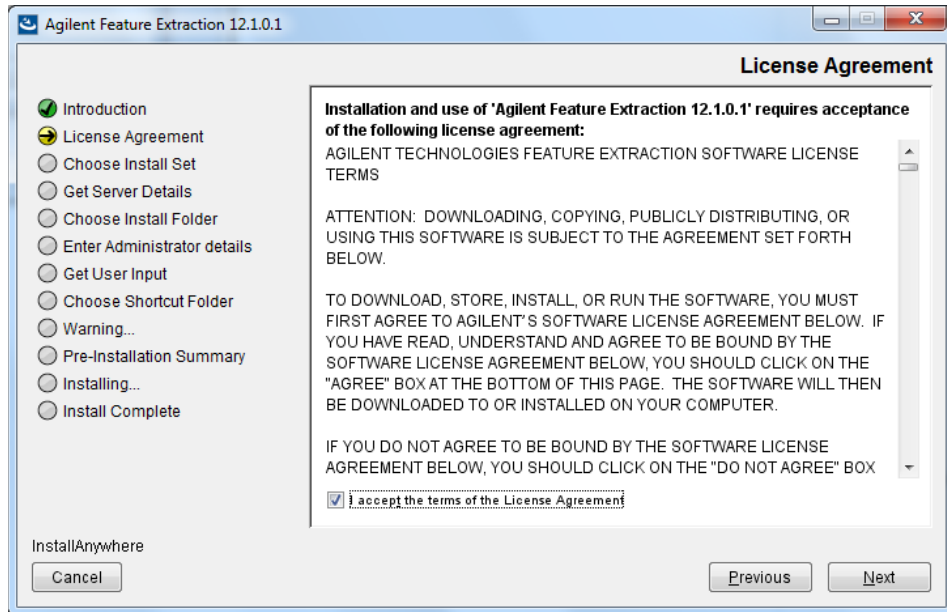 Agilent Feature Extraction 12.1.0.1
License Agreement
Introduction
License Agreement
Choose Install Set
Get Server Details
Choose Install Folder
Enter Administrator details
Get User Input
Choose Shortcut Folder
Warning...
Pre-Installation Summary
Installing...
Install Complete
Installation and use of 'Agilent Feature Extraction 12.1.0.1' requires acceptance
of the following license agreement:
AGILENT TECHNOLOGIES FEATURE EXTRACTION SOFTWARE LICENSE
TERMS
ATTENTION:  DOWNLOADING, COPYING, PUBLICLY DISTRIBUTING, OR
USING THIS SOFTWARE IS SUBJECT TO THE AGREEMENT SET FORTH
BELOW.
TO DOWNLOAD, STORE, INSTALL, OR RUN THE SOFTWARE, YOU MUST
FIRST AGREE TO AGILENT'S SOFTWARE LICENSE AGREEMENT BELOW.  IF
YOU HAVE READ, UNDERSTAND AND AGREE TO BE BOUND BY THE
SOFTWARE LICENSE AGREEMENT BELOW, YOU SHOULD CLICK ON THE
"AGREE" BOX AT THE BOTTOM OF THIS PAGE.  THE SOFTWARE WILL THEN
BE DOWNLOADED TO OR INSTALLED ON YOUR COMPUTER.
IF YOU DO NOT AGREE TO BE BOUND BY THE SOFTWARE LICENSE
AGREEMENT BELOW, YOU SHOULD CLICK ON THE "DO NOT AGREE" BOX
I accept the terms of the License Agreement
InstallAnywhere
Cancel
Previous
Next